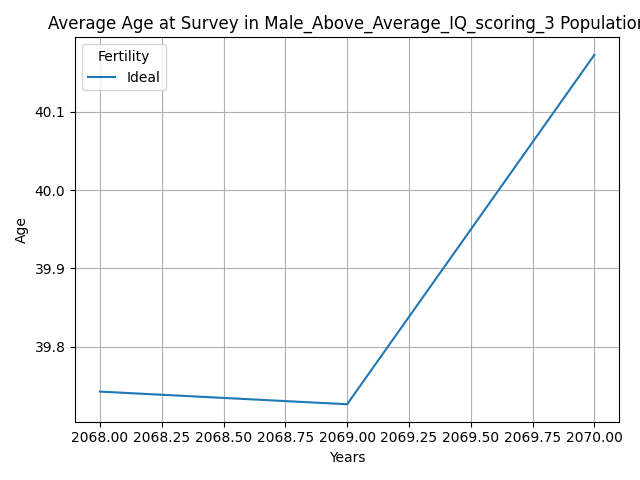 Average Age at Survey in Male_Above_Average_IQ_scoring_3 Population
Fertility
Ideal
40.1
40.0
39.9
39.8
Age
2068.00 2068.25 2068.50 2068.75 2069.00 2069.25 2069.50 2069.75 2070.00
Years